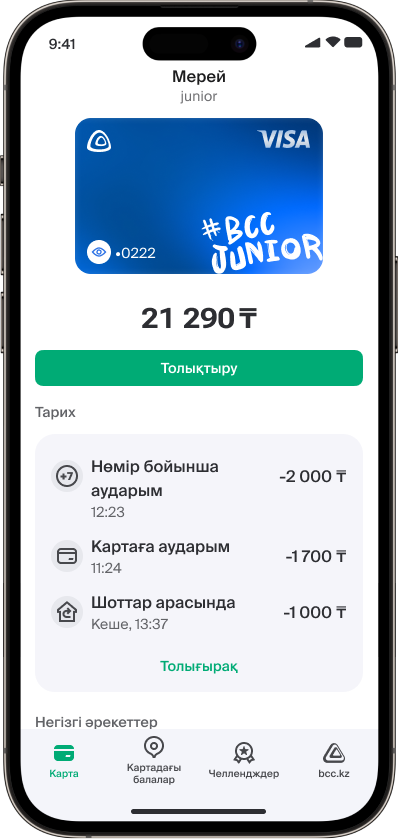 9:41
Мерей
junior
VISA
#BCC
JUNIOR
•0222
21 290 ₸
Толықтыру
Тарих
+7
Нөмір бойынша
аударым
-2 000 ₸
12:23
Картаға аударым
-1 700 ₸
11:24
Шоттар арасында
-1 000 ₸
Кеше, 13:37
Толығырақ
Негізгі әрекеттер
Карта
Картадағы
балалар
Челлендждер
bcc.kz